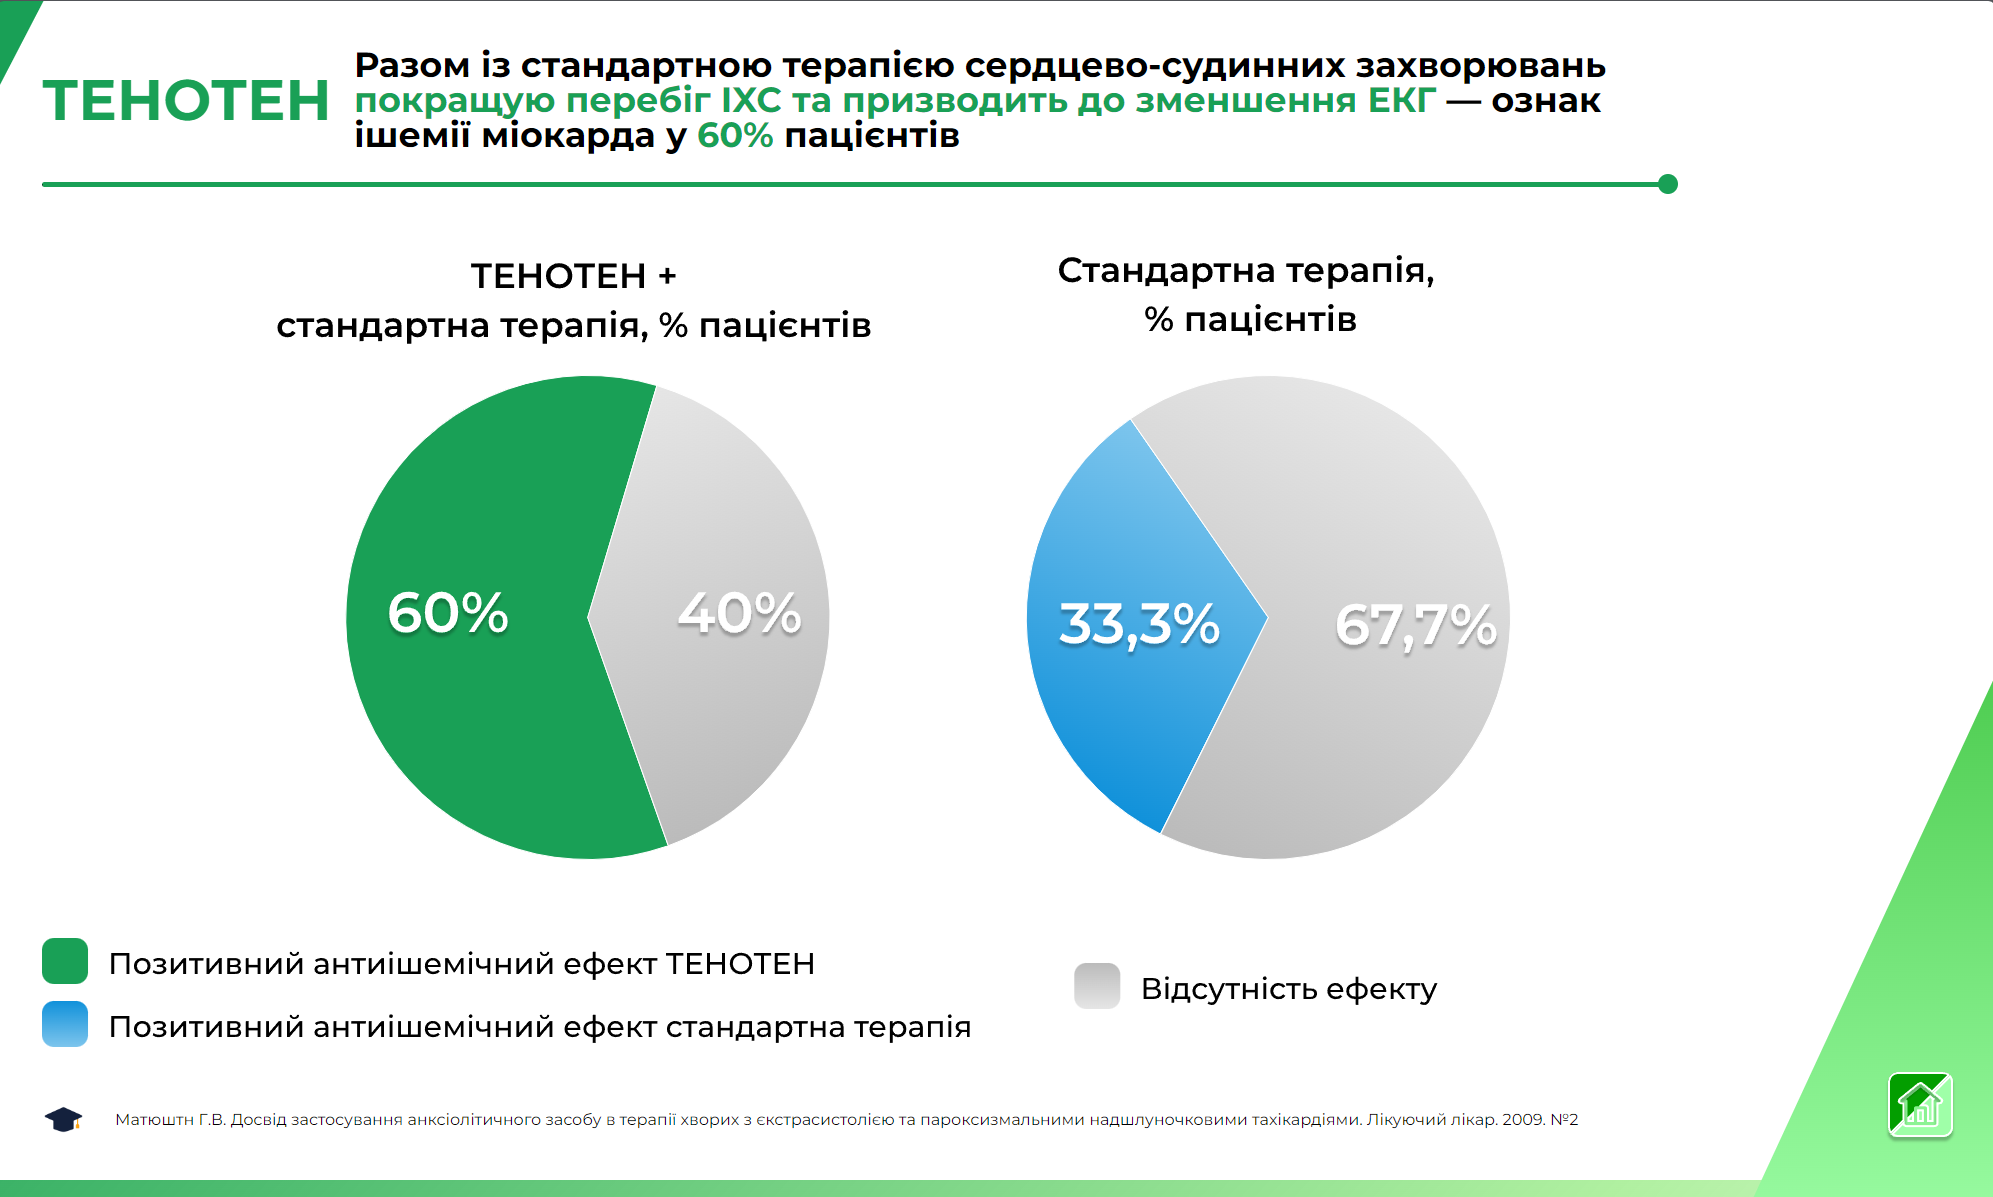 ТЕНОТЕН
Разом із стандартною терапією сердцево-судинних захворювань
покращую перебіг ІХС та призводить до зменшення ЕКГ — ознак
ішемії міокарда у 60% пацієнтів
ТЕНОТЕН +
стандартна терапія, % пацієнтів
Стандартна терапія,
% пацієнтів
60%
40%
33,3%
67,7%
Позитивний антиішемічний ефект ТЕНОТЕН
Позитивний антиішемічний ефект стандартна терапія
Відсутність ефекту
Матюштн Г.В. Досвід застосування анксіолітичного засобу в терапії хворих з єкстрасистолією та пароксизмальними надшлуночковими тахікардіями. Лікуючий лікар. 2009. №2